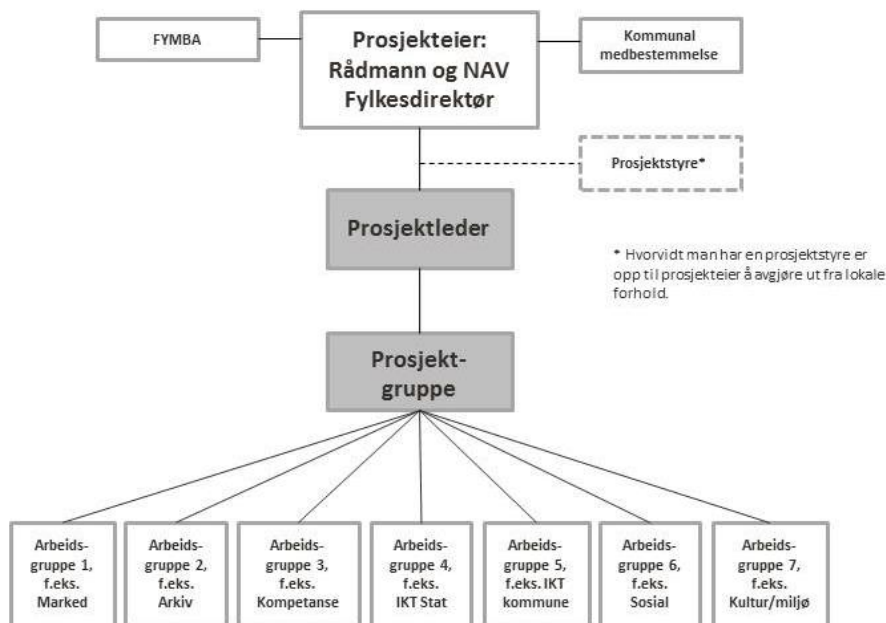 FYMBA
Prosjekteier:
Rådmann og NAV
Fylkesdirektør
Kommunal
medbestemmelse
Prosjektstyre*
Prosjektleder
* Hvorvidt man har en prosjektstyre er
opp til prosjekteier å avgjøre ut fra lokale
forhold.
Prosjekt-
gruppe
Arbeids-
gruppe 1,
f.eks.
Marked
Arbeids-
gruppe 2,
f.eks.
Arkiv
Arbeids-
gruppe 3,
f.eks.
Kompetanse
Arbeids-
gruppe 4,
f.eks.
IKT Stat
Arbeids-
gruppe 5,
f.eks. IKT
kommune
Arbeids-
gruppe 6,
f.eks.
Sosial
Arbeids-
gruppe 7,
f.eks.
Kultur/miljø